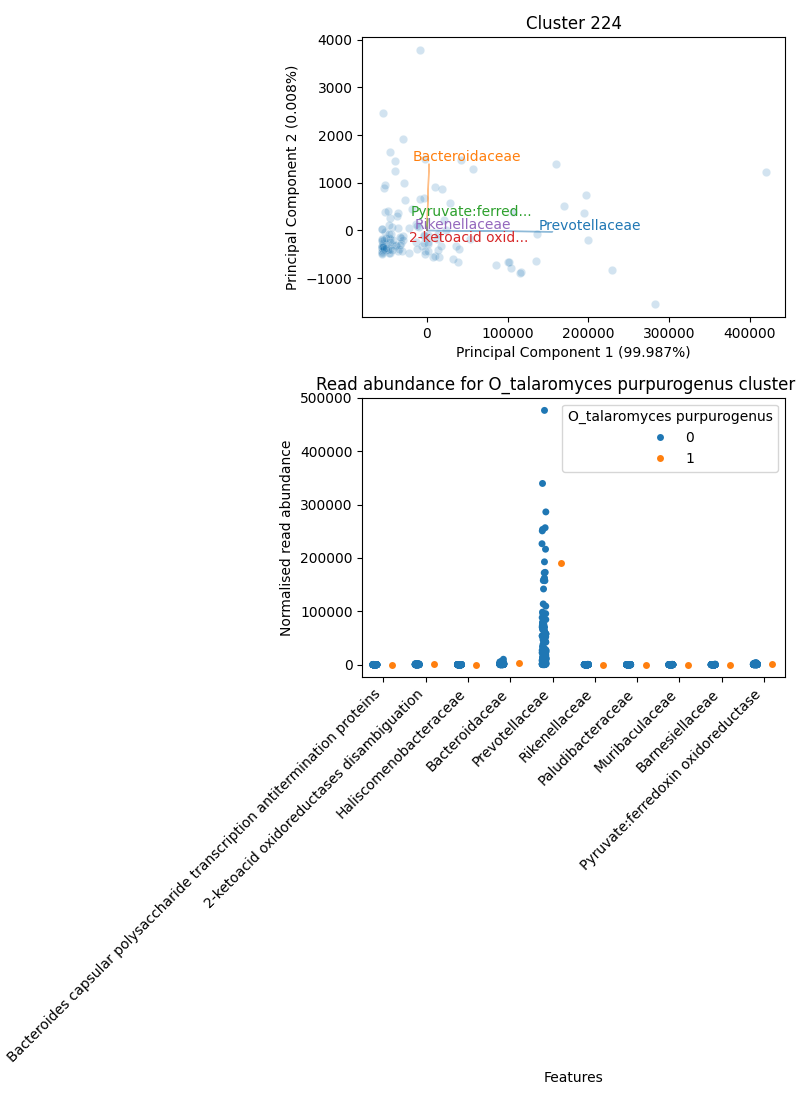 Cluster 224
4000
3000
2000
1000
0
−1000
Principal Component 2 (0.008%)
Bacteroidaceae
Pyruvate:ferred...
Rikenellaceae
Prevotellaceae
2-ketoacid oxid...
0 100000 200000 300000 400000
Principal Component 1 (99.987%)
Read abundance for O_talaromyces purpurogenus cluster
500000
400000
300000
200000
100000
0
Normalised read abundance
O_talaromyces purpurogenus
0
1
Bacteroides capsular polysaccharide transcription antitermination proteins
2-ketoacid oxidoreductases disambiguation
Haliscomenobacteraceae
Bacteroidaceae
Prevotellaceae
Rikenellaceae
Paludibacteraceae
Muribaculaceae
Barnesiellaceae
Pyruvate:ferredoxin oxidoreductase
Features